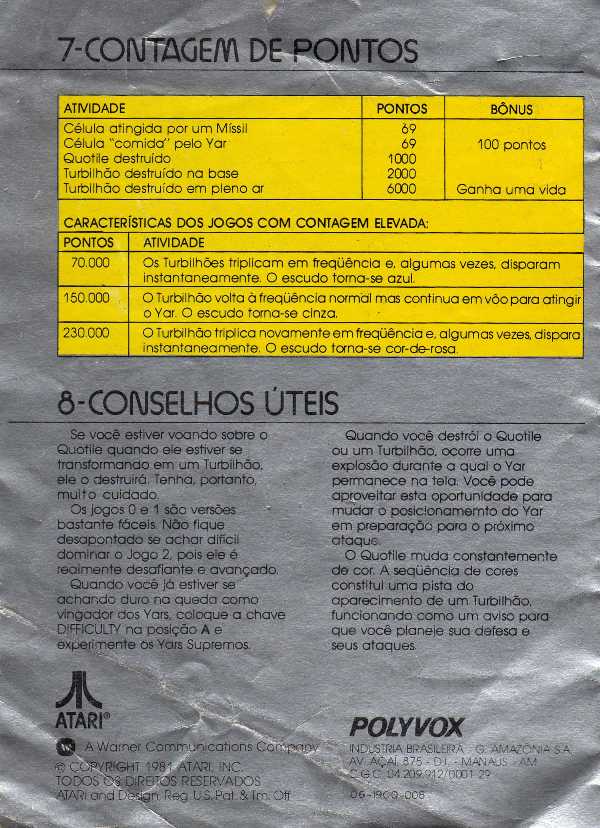 7-CONTAGEM DE PONTOS
ATIVIDADE PONTOS BÔNUS
Célula atingida por um Míssil 69
Célula "comida" pelo Yar 69 100 pontos
Quotile destruído 1000
Turbilhão destruído na base 2000
Turbilhão destruído em pleno ar 6000 Ganha uma vida
CARACTERÍSTICAS DOS JOGOS COM CONTAGEM ELEVADA:
PONTOS ATIVIDADE
70.000 Os Turbilhões triplicam em freqüência e, algumas vezes, disparam
instantaneamente. O escudo torna-se azul.
150.000 O Turbilhão volta à freqüência normal mas continua em vôo para atingir
o Yar. O escudo torna-se cinza.
230.000 O Turbilhão triplica novamente em freqüência e, algumas vezes, dispara
instantaneamente. O escudo torna-se cor-de-rosa.
8-CONSELHOS ÚTEIS
Se você estiver voando sobre o
Quotile quando ele estiver se
transformando em um Turbilhão,
ele o destruirá. Tenha, portanto,
muito cuidado.
Os jogos 0 e 1 são versões
bastante fáceis. Não fique
desapontado se achar difícil
dominar o Jogo 2, pois ele é
realmente desafiante e avançado.
Quando você já estiver se
achando duro na queda como
vingador dos Yars, coloque a chave
DIFFICULTY na posição A e
experimente os Yars Supremos.
Quando você destrói o Quotile
ou um Turbilhão, ocorre uma
explosão durante a qual o Yar
permanece na tela. Você pode
aproveitar esta oportunidade para
mudar o posicionamemto do Yar
em preparação para o próximo
ataque.
O Quotile muda constantemente
de cor. A seqüência de cores
constitui uma pista do
aparecimento de um Turbilhão,
funcionando como um aviso para
que você planeje sua defesa e
seus ataques.
ATARI®
A Warner Communications Company
© COPYRIGHT 1981 ATARI, INC.
TODOS OS DIREITOS RESERVADOS
ATARI and Design, Reg. U.S. Pat. & Tm. Off
POLYVOX
INDÚSTRIA BRASILEIRA - G. AMAZÔNIA S.A.
AV. AÇAÍ, 875 - D.I. - MANAUS - AM
C.G.C. 04.209.912/0001-29
06-1900-008